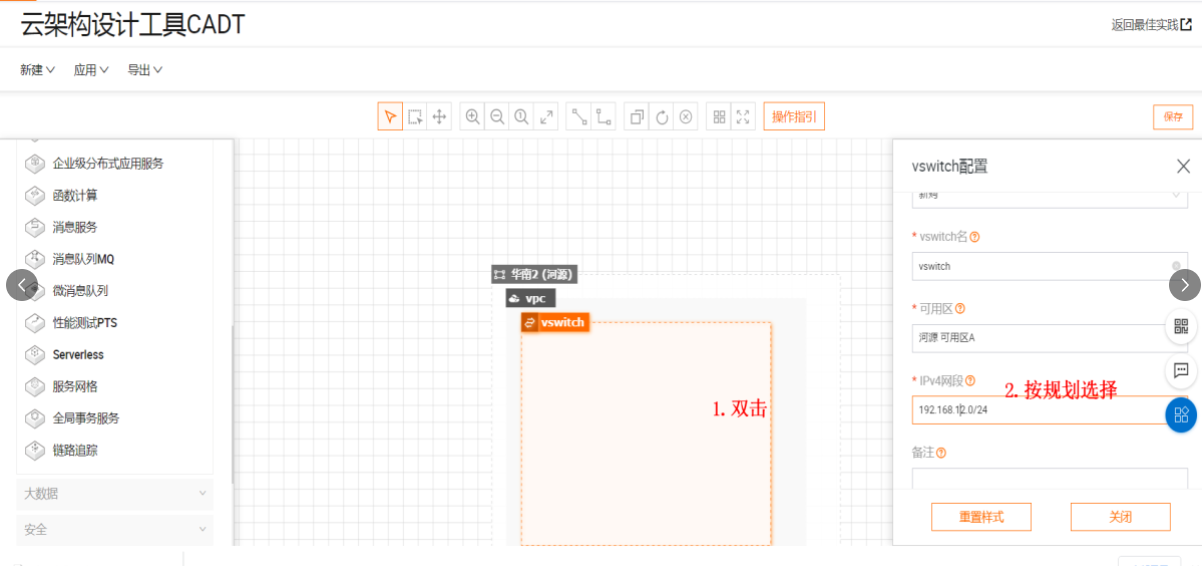 云架构设计工具CADT
返回最佳实践
新建 应用 导出
操作指引
保存
企业级分布式应用服务
函数计算
消息服务
消息队列MQ
微消息队列
性能测试PTS
Serverless
服务网格
全局事务服务
链路追踪
大数据
安全
华南2 (河源)
vpc
vswitch
1. 双击
vswitch配置
新购
* vswitch名
vswitch
* 可用区
河源 可用区A
* IPv4网段
2. 按规划选择
192.168.12.0/24
备注
重置样式
关闭